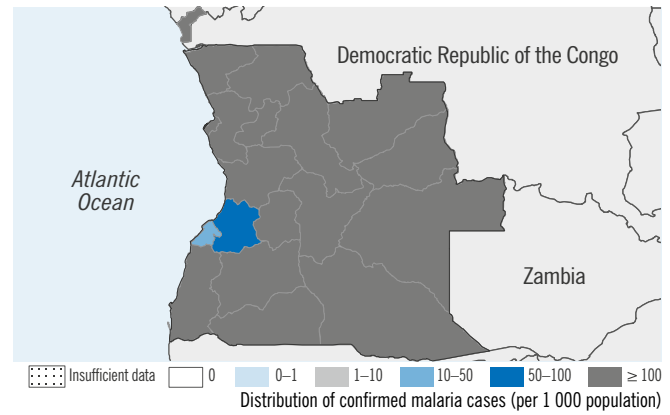 Democratic Republic of the Congo
Atlantic
Ocean
Zambia
Insufficient data 0 0–1 1–10 10–50 50–100 ≥ 100
Distribution of confirmed malaria cases (per 1 000 population)